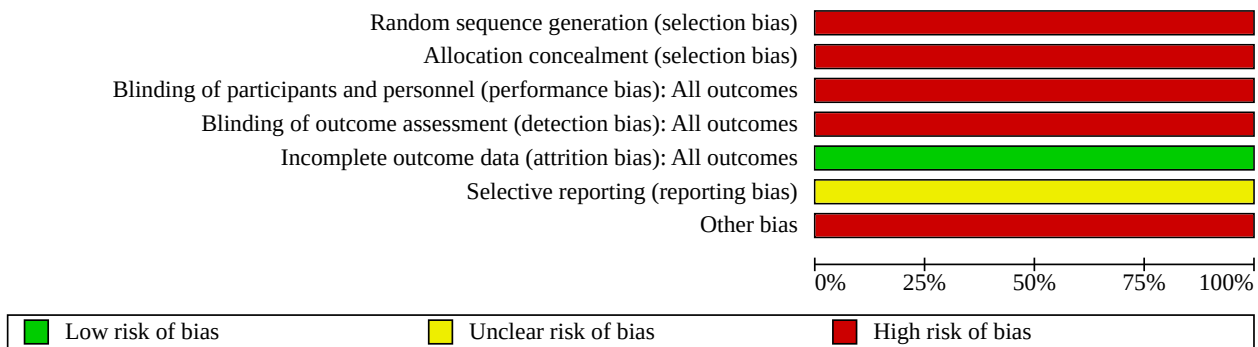 Random sequence generation (selection bias)
Allocation concealment (selection bias)
Blinding of participants and personnel (performance bias): All outcomes
Blinding of outcome assessment (detection bias): All outcomes
Incomplete outcome data (attrition bias): All outcomes
Selective reporting (reporting bias)
Other bias
0% 25% 50% 75% 100%
Low risk of bias Unclear risk of bias High risk of bias